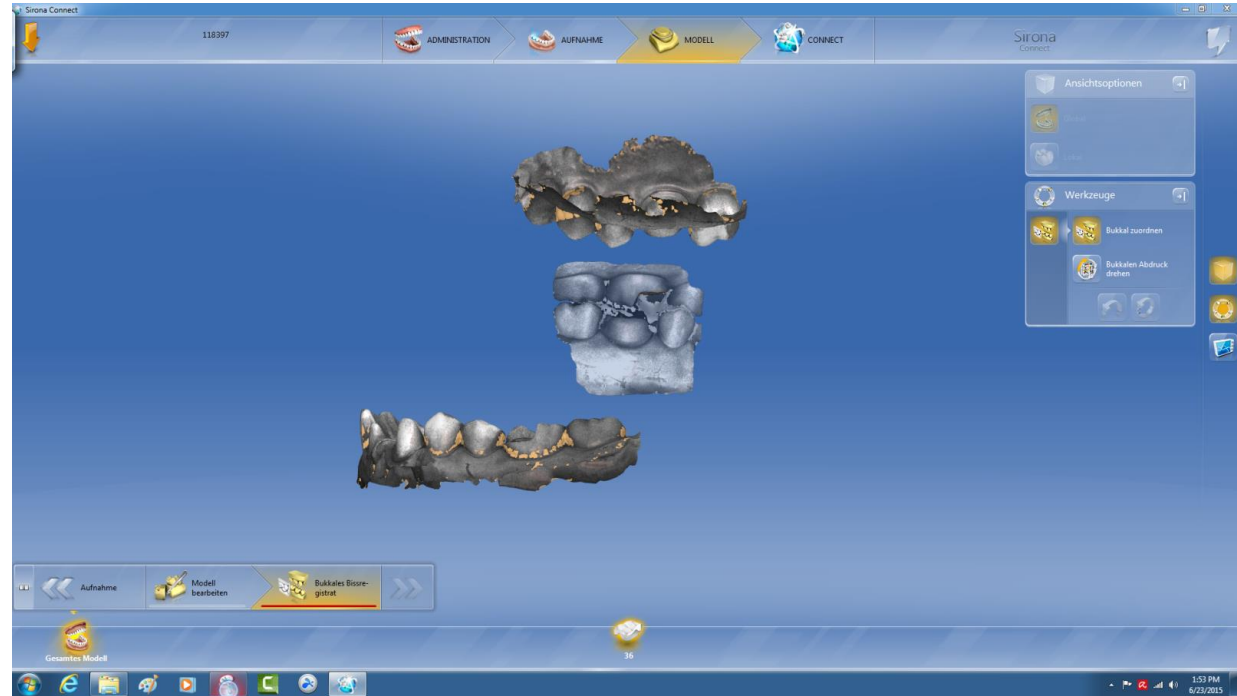 Sirona Connect
118397
ADMINISTRATION
AUFNAHME
MODELL
CONNECT
Sirona
Connect
Ansichtsoptionen
Werkzeuge
Bukkal zuordnen
Bukkalen Abdruck
drehen
Aufnahme
Modell
bearbeiten
Bukkales Bissre-
gistrat
Gesamtes Modell
36
1:53 PM
6/23/2015